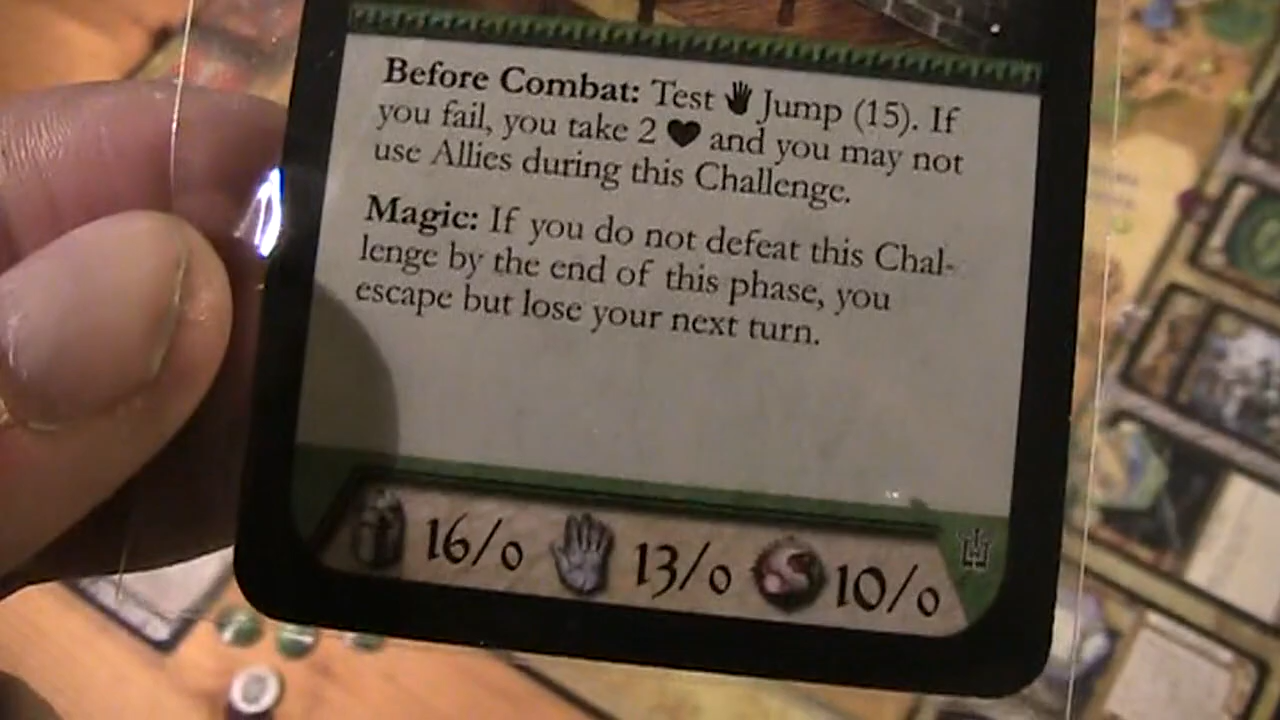 Before Combat: Test Jump (15). If
you fail, you take 2 and you may not
use Allies during this Challenge.
Magic: If you do not defeat this Chal-
lenge by the end of this phase, you
escape but lose your next turn.
16/0 13/0 10/0